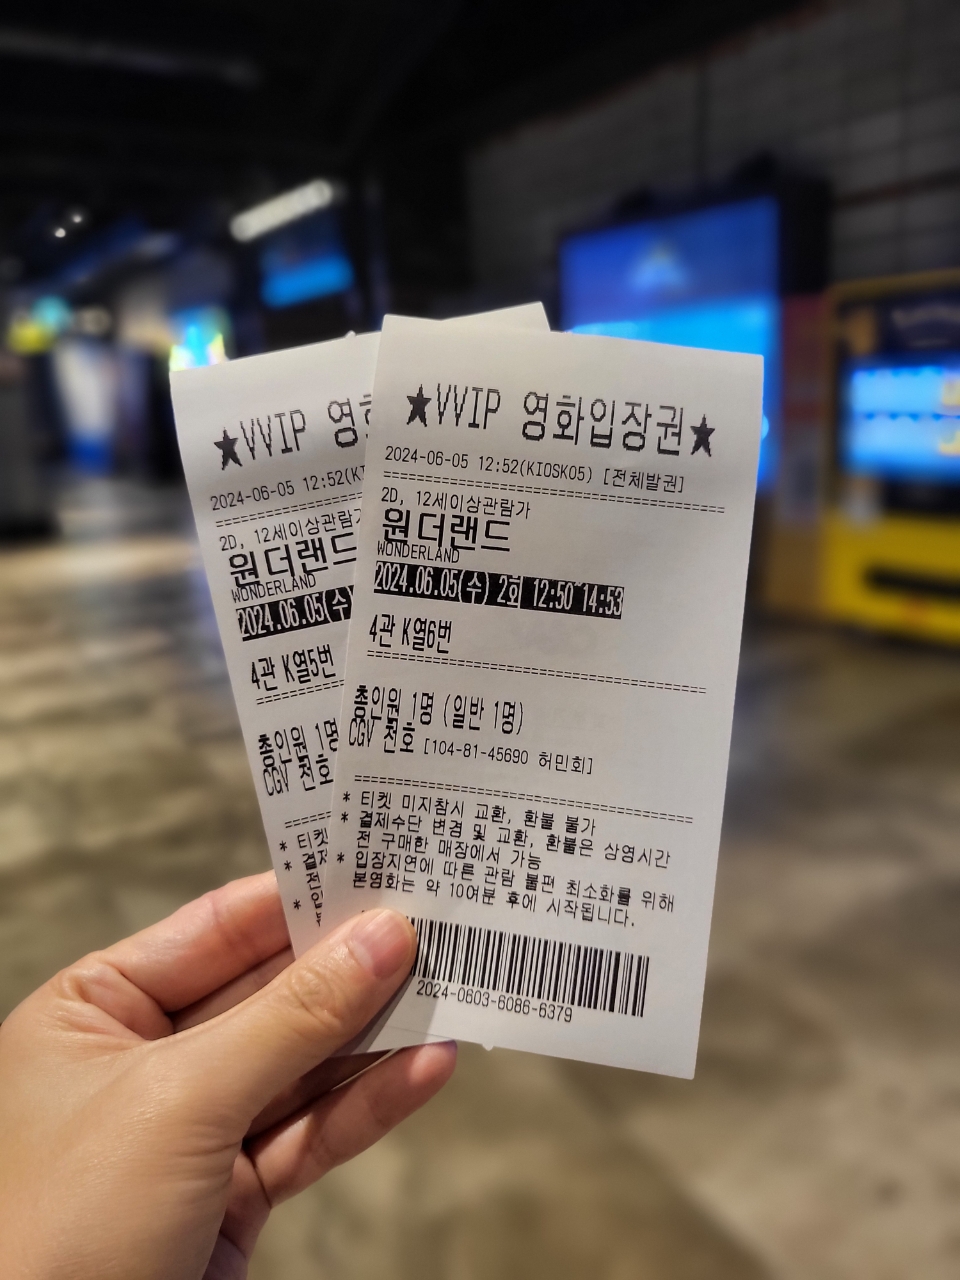 ★VVIP 영화
2024-06-05 12:52(KI
2D, 12세이상관람가
원더랜드
WONDERLAND
2024.06.05(수)
4관 K열5번
총인원 1명
CGV 천호
* 티켓
* 결제
전
* 입
★VVIP 영화입장권★
2024-06-05 12:52(KIOSK05) [전체발권]
2D, 12세이상관람가
원더랜드
WONDERLAND
2024.06.05(수) 2회 12:50~14:53
4관 K열6번
총인원 1명 (일반 1명)
CGV 천호 [104-81-45690 허민회]
* 티켓 미지참시 교환, 환불 불가
* 결제수단 변경 및 교환, 환불은 상영시간
전 구매한 매장에서 가능
* 입장지연에 따른 관람 불편 최소화를 위해
본영화는 약 10여분 후에 시작됩니다.
2024-0603-6086-6379